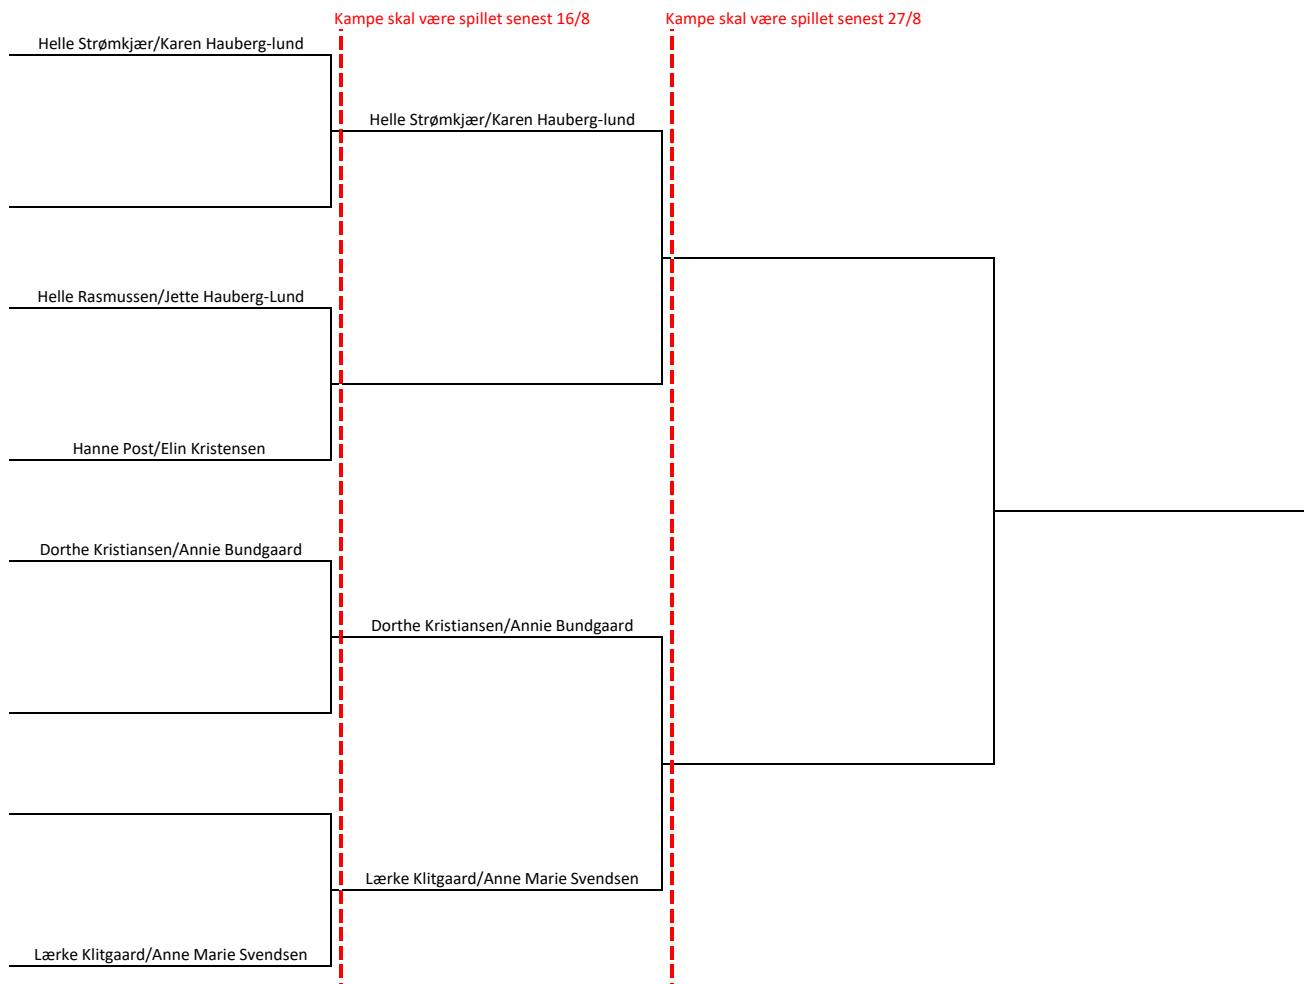 Kampe skal være spillet senest 16/8
Kampe skal være spillet senest 27/8
Helle Strømkjær/Karen Hauberg-lund
Helle Strømkjær/Karen Hauberg-lund
Helle Rasmussen/Jette Hauberg-Lund
Hanne Post/Elin Kristensen
Dorthe Kristiansen/Annie Bundgaard
Dorthe Kristiansen/Annie Bundgaard
Lærke Klitgaard/Anne Marie Svendsen
Lærke Klitgaard/Anne Marie Svendsen